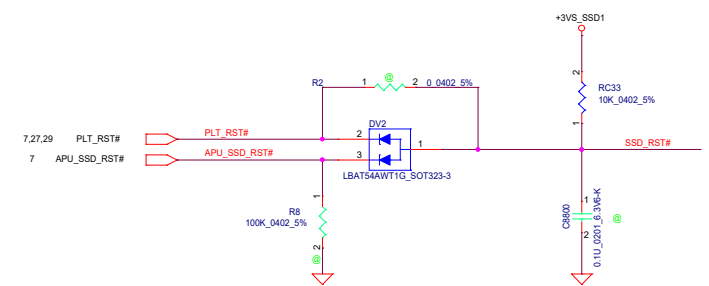 +3VS_SSD1
R2
1
@
2
0_0402_5%
2
RC33
10K_0402_5%
1
DV2
7,27,29
PLT_RST#
PLT_RST#
2
1
SSD_RST#
7
APU_SSD_RST#
APU_SSD_RST#
3
LBAT54AWT1G_SOT323-3
1
R8
100K_0402_5%
2
@
1
C8800
2
0.1U_0201_6.3V6-K
@